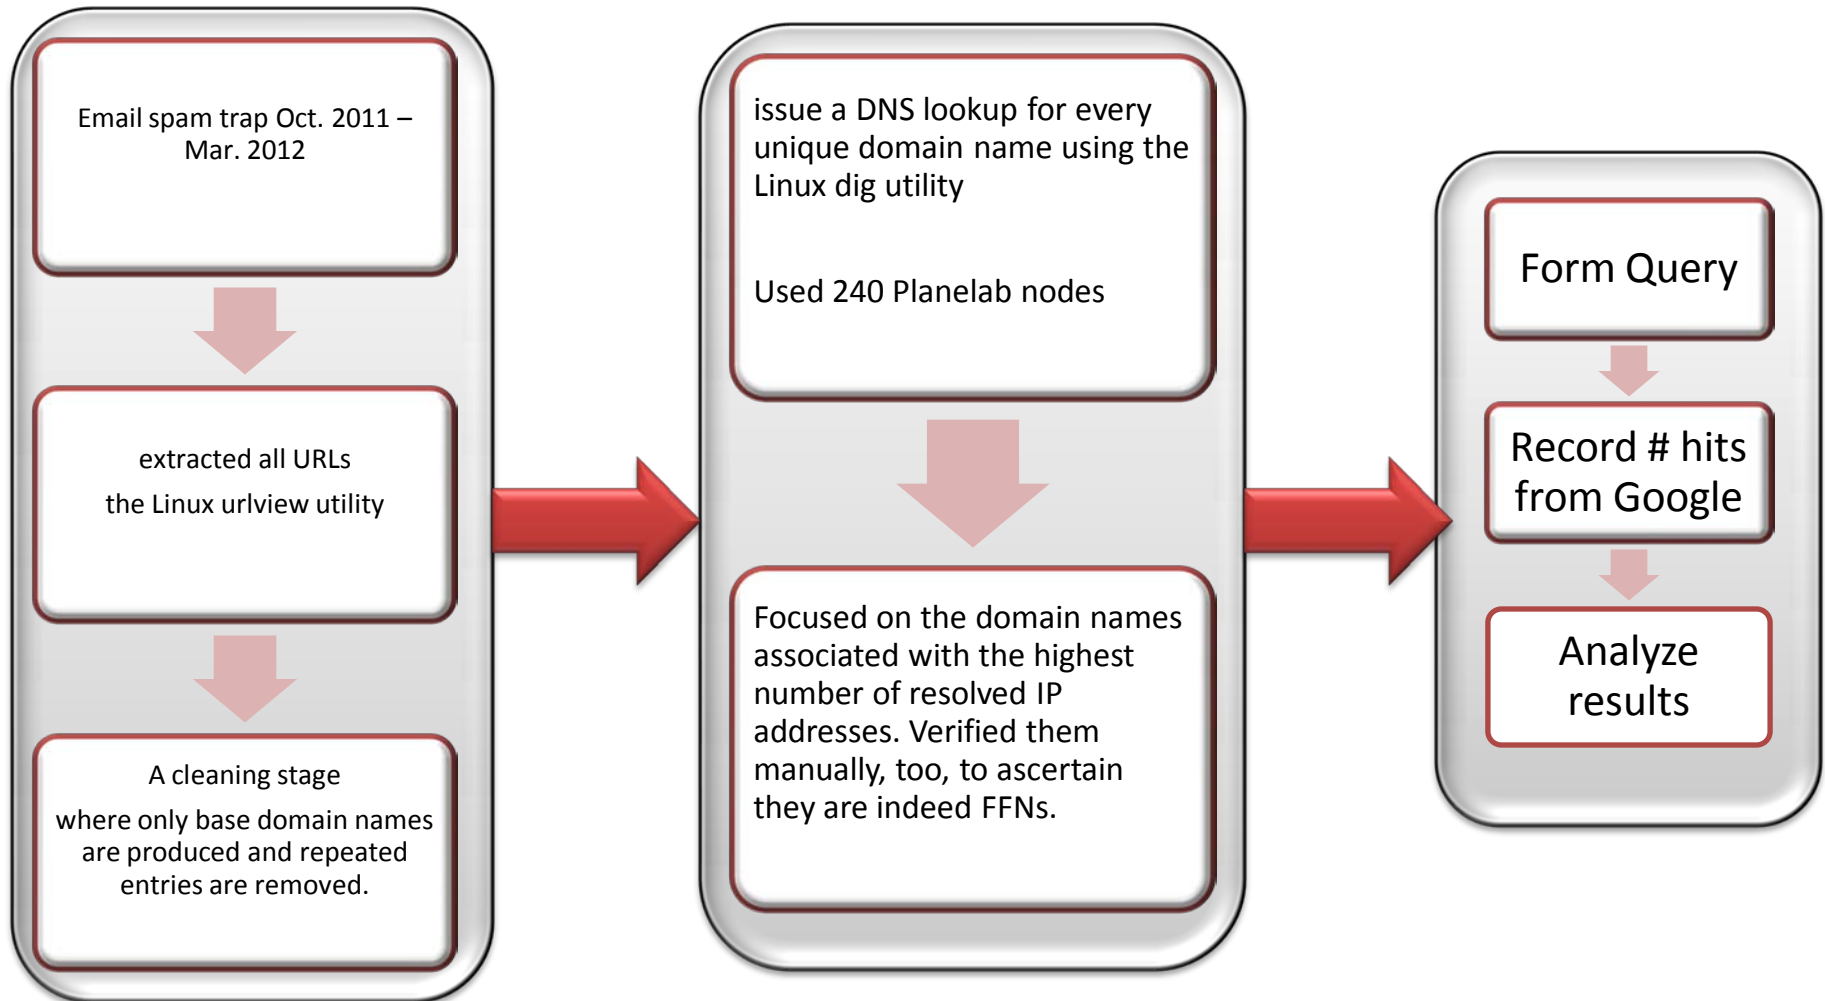 Email spam trap Oct. 2011 –
Mar. 2012
extracted all URLs
the Linux urlview utility
A cleaning stage
where only base domain names
are produced and repeated
entries are removed.
issue a DNS lookup for every
unique domain name using the
Linux dig utility
Used 240 Planelab nodes
Focused on the domain names
associated with the highest
number of resolved IP
addresses. Verified them
manually, too, to ascertain
they are indeed FFNs.
Form Query
Record # hits
from Google
Analyze
results